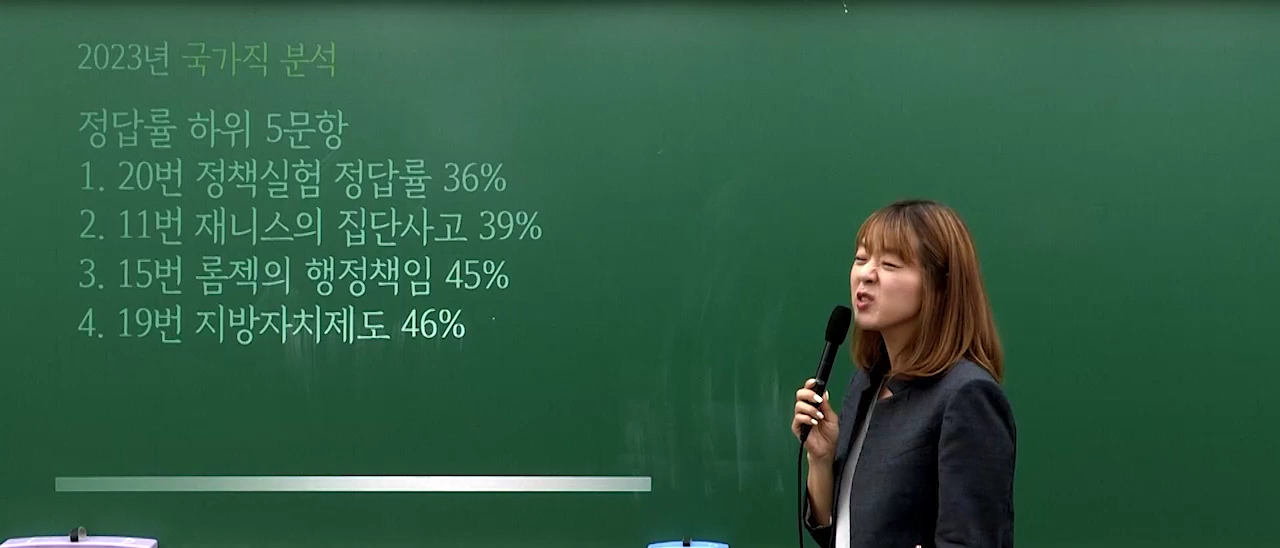 2023년 국가직 분석
정답률 하위 5문항
1. 20번 정책실험 정답률 36%
2. 11번 재니스의 집단사고 39%
3. 15번 롬젝의 행정책임 45%
4. 19번 지방자치제도 46%